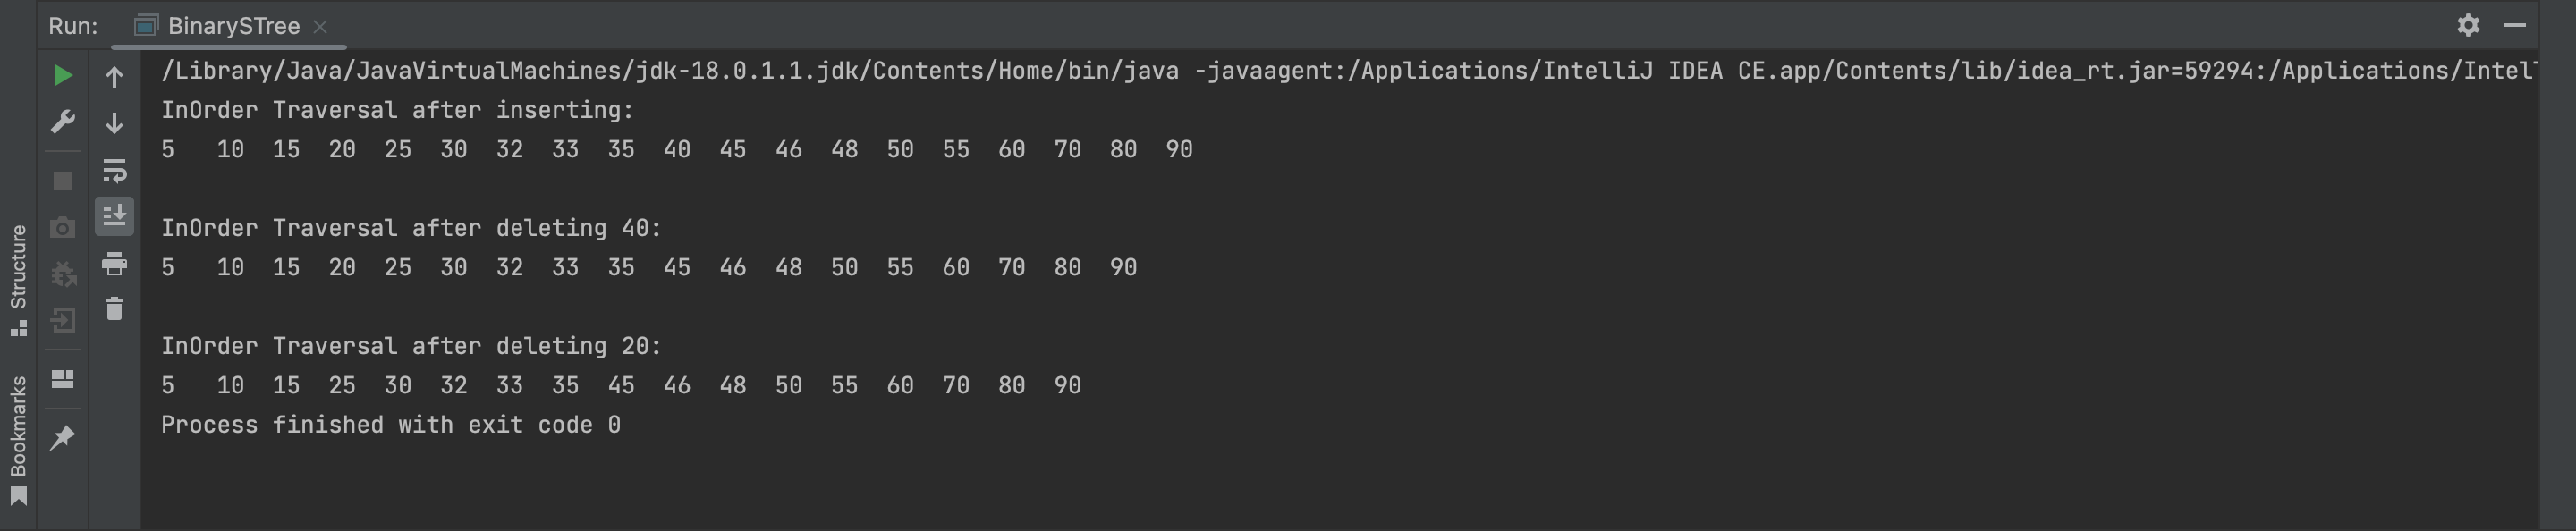 Run: BinarySTree
/Library/Java/JavaVirtualMachines/jdk-18.0.1.1.jdk/Contents/Home/bin/java -javaagent:/Applications/IntelliJ IDEA CE.app/Contents/lib/idea_rt.jar=59294:/Applications/Intell
InOrder Traversal after inserting:
5 10 15 20 25 30 32 33 35 40 45 46 48 50 55 60 70 80 90
InOrder Traversal after deleting 40:
5 10 15 20 25 30 32 33 35 45 46 48 50 55 60 70 80 90
InOrder Traversal after deleting 20:
5 10 15 25 30 32 33 35 45 46 48 50 55 60 70 80 90
Process finished with exit code 0
Structure
Bookmarks